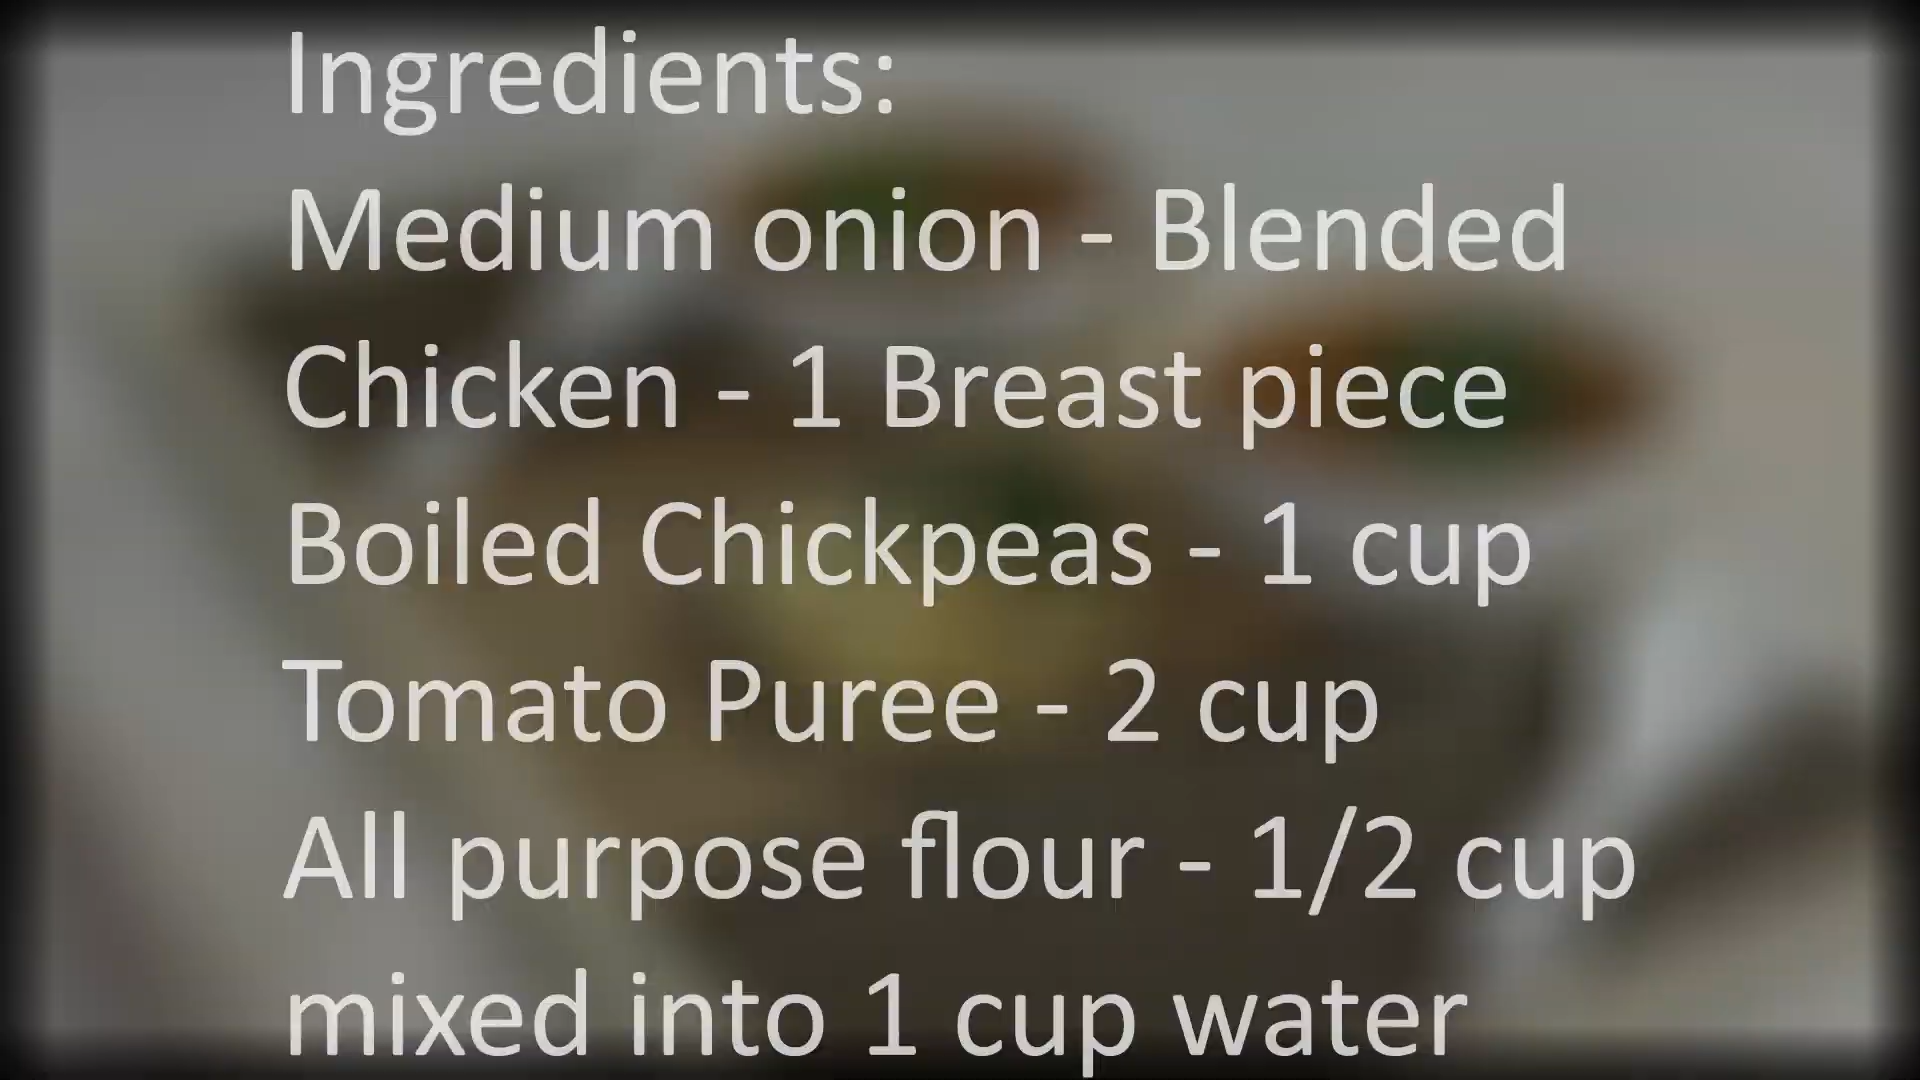 Ingredients:
Medium onion - Blended
Chicken - 1 Breast piece
Boiled Chickpeas - 1 cup
Tomato Puree - 2 cup
All purpose flour - 1/2 cup
mixed into 1 cup water